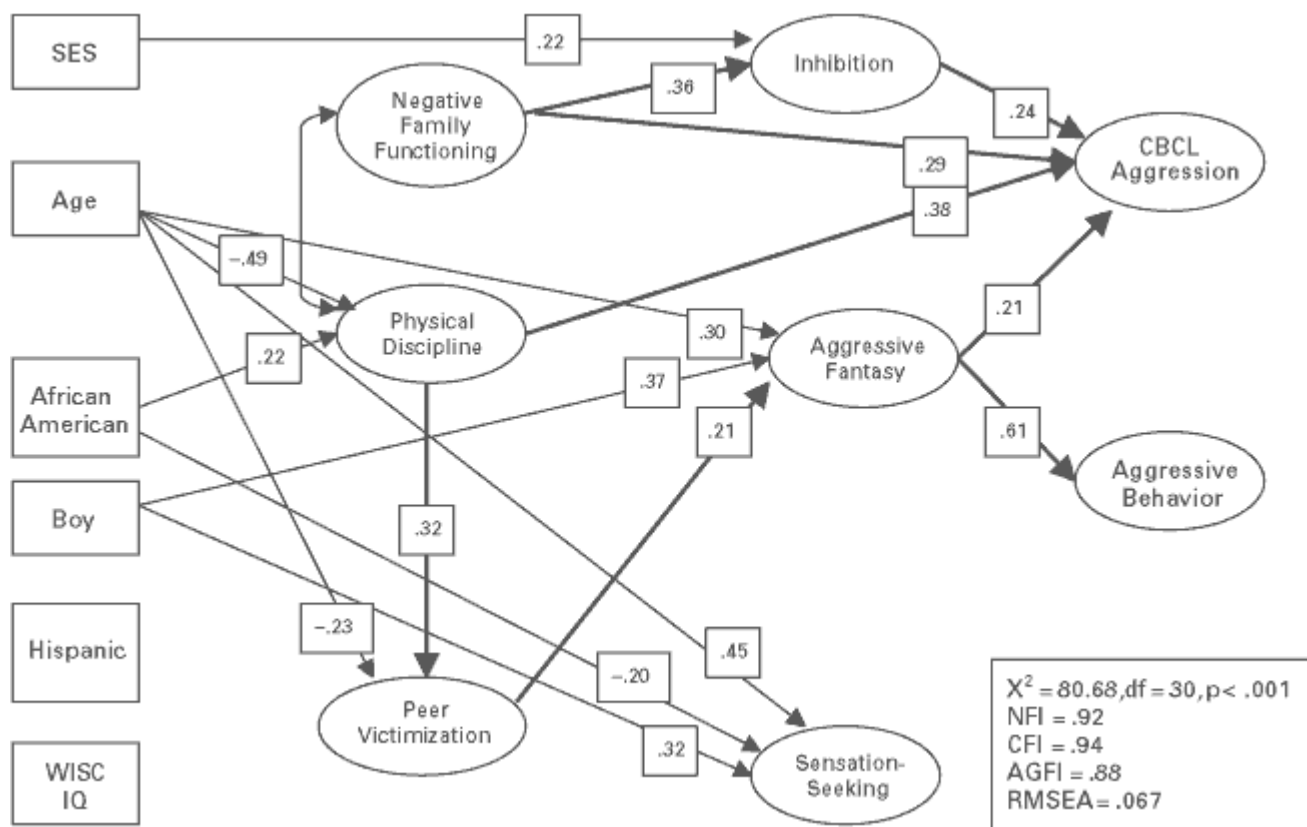 SES
.22
Inhibition
Negative
Family
Functioning
.36
.24
CBCL
Aggression
.29
Age
.38
−.49
Physical
Discipline
.30
Aggressive
Fantasy
.21
.22
African
American
.37
.21
.61
Aggressive
Behavior
Boy
.32
Hispanic
−.23
−.20
.45
Peer
Victimization
.32
Sensation-
Seeking
WISC
IQ
X² = 80.68,df = 30,p< .001
NFI = .92
CFI = .94
AGFI = .88
RMSEA= .067